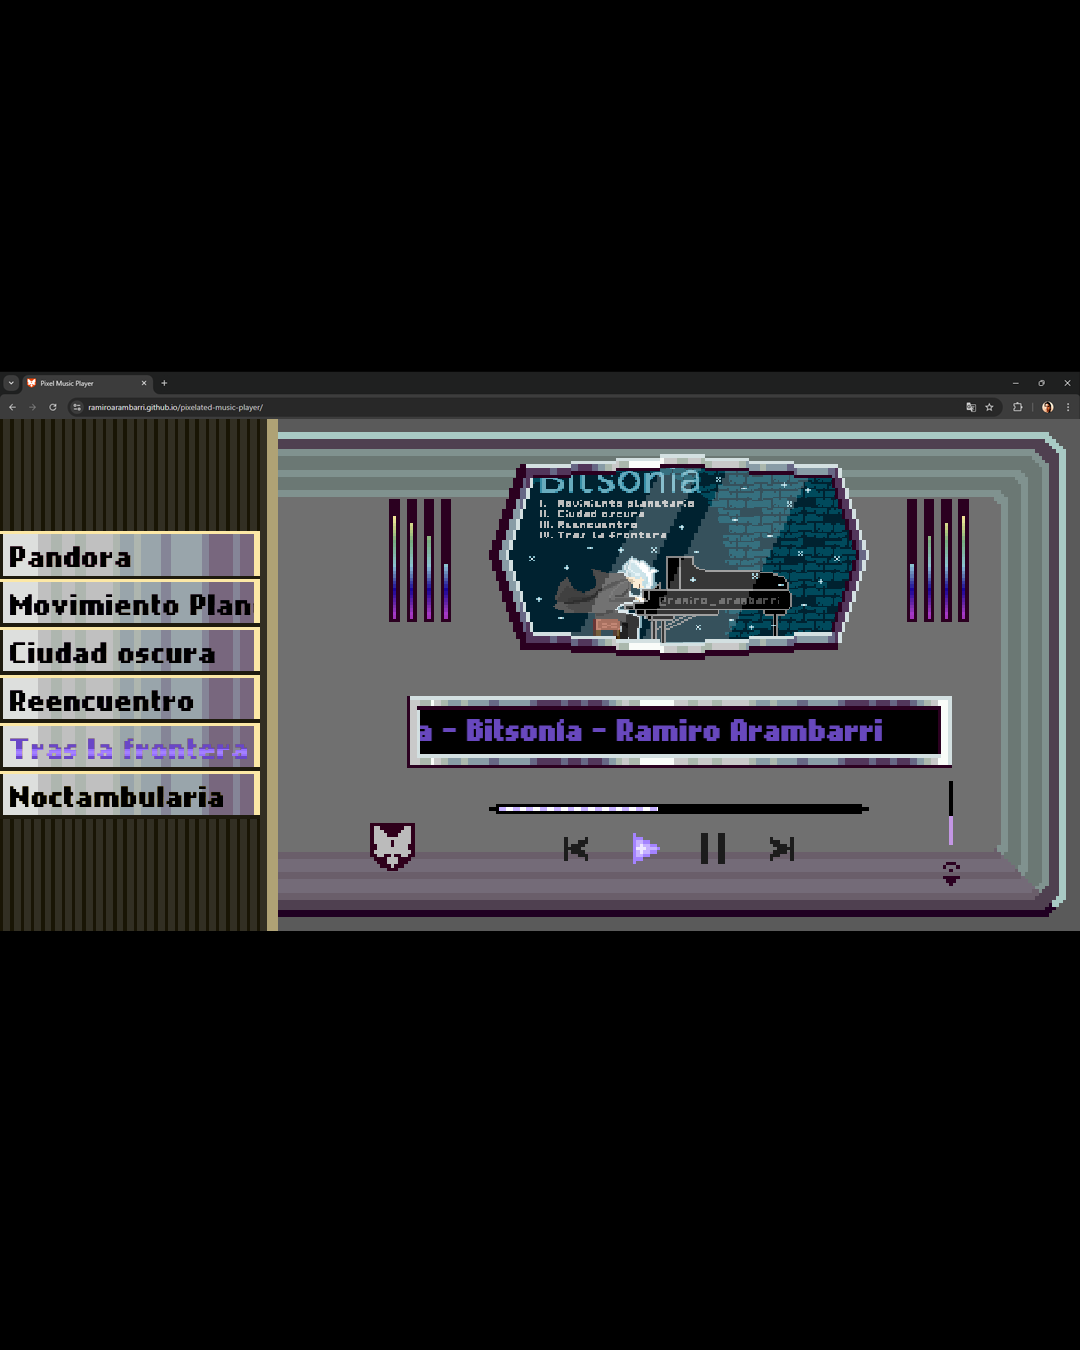 Pixel Music Player
ramiroarambarri.github.io/pixelated-music-player/
Pandora
Movimiento Plan
Ciudad oscura
Reencuentro
Tras la frontera
Noctambularia
Bitsonía
I. Movimiento planetario
II. Ciudad oscura
III. Reencuentro
IV. Tras la frontera
@ramiro_arambarri
a - Bitsonía - Ramiro Arambarri